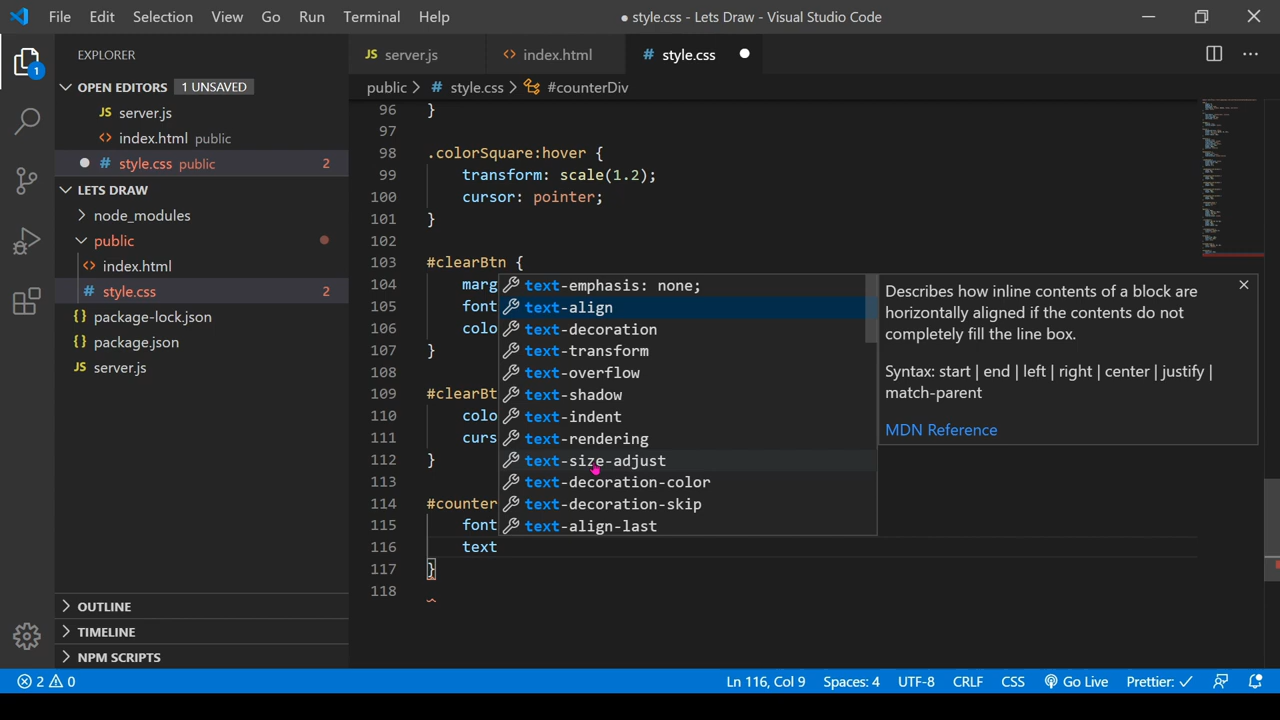 File Edit Selection View Go Run Terminal Help ● style.css - Lets Draw - Visual Studio Code
EXPLORER
JS server.js <> index.html # style.css ●
OPEN EDITORS 1 UNSAVED
public > # style.css > #counterDiv
JS server.js
<> index.html public
● # style.css public 2
LETS DRAW
node_modules
public
<> index.html
# style.css 2
{} package-lock.json
{} package.json
JS server.js
OUTLINE
TIMELINE
NPM SCRIPTS
1
96 }
97
98 .colorSquare:hover {
99 transform: scale(1.2);
100 cursor: pointer;
101 }
102
103 #clearBtn {
104 marg
105 font
106 colo
107 }
108
109 #clearBt
110 colo
111 curs
112 }
113
114 #counter
115 font
116 text
117 }
118
text-emphasis: none;
text-align
text-decoration
text-transform
text-overflow
text-shadow
text-indent
text-rendering
text-size-adjust
text-decoration-color
text-decoration-skip
text-align-last
Describes how inline contents of a block are
horizontally aligned if the contents do not
completely fill the line box.
Syntax: start | end | left | right | center | justify |
match-parent
MDN Reference
2 0 Ln 116, Col 9 Spaces: 4 UTF-8 CRLF CSS Go Live Prettier: ✓